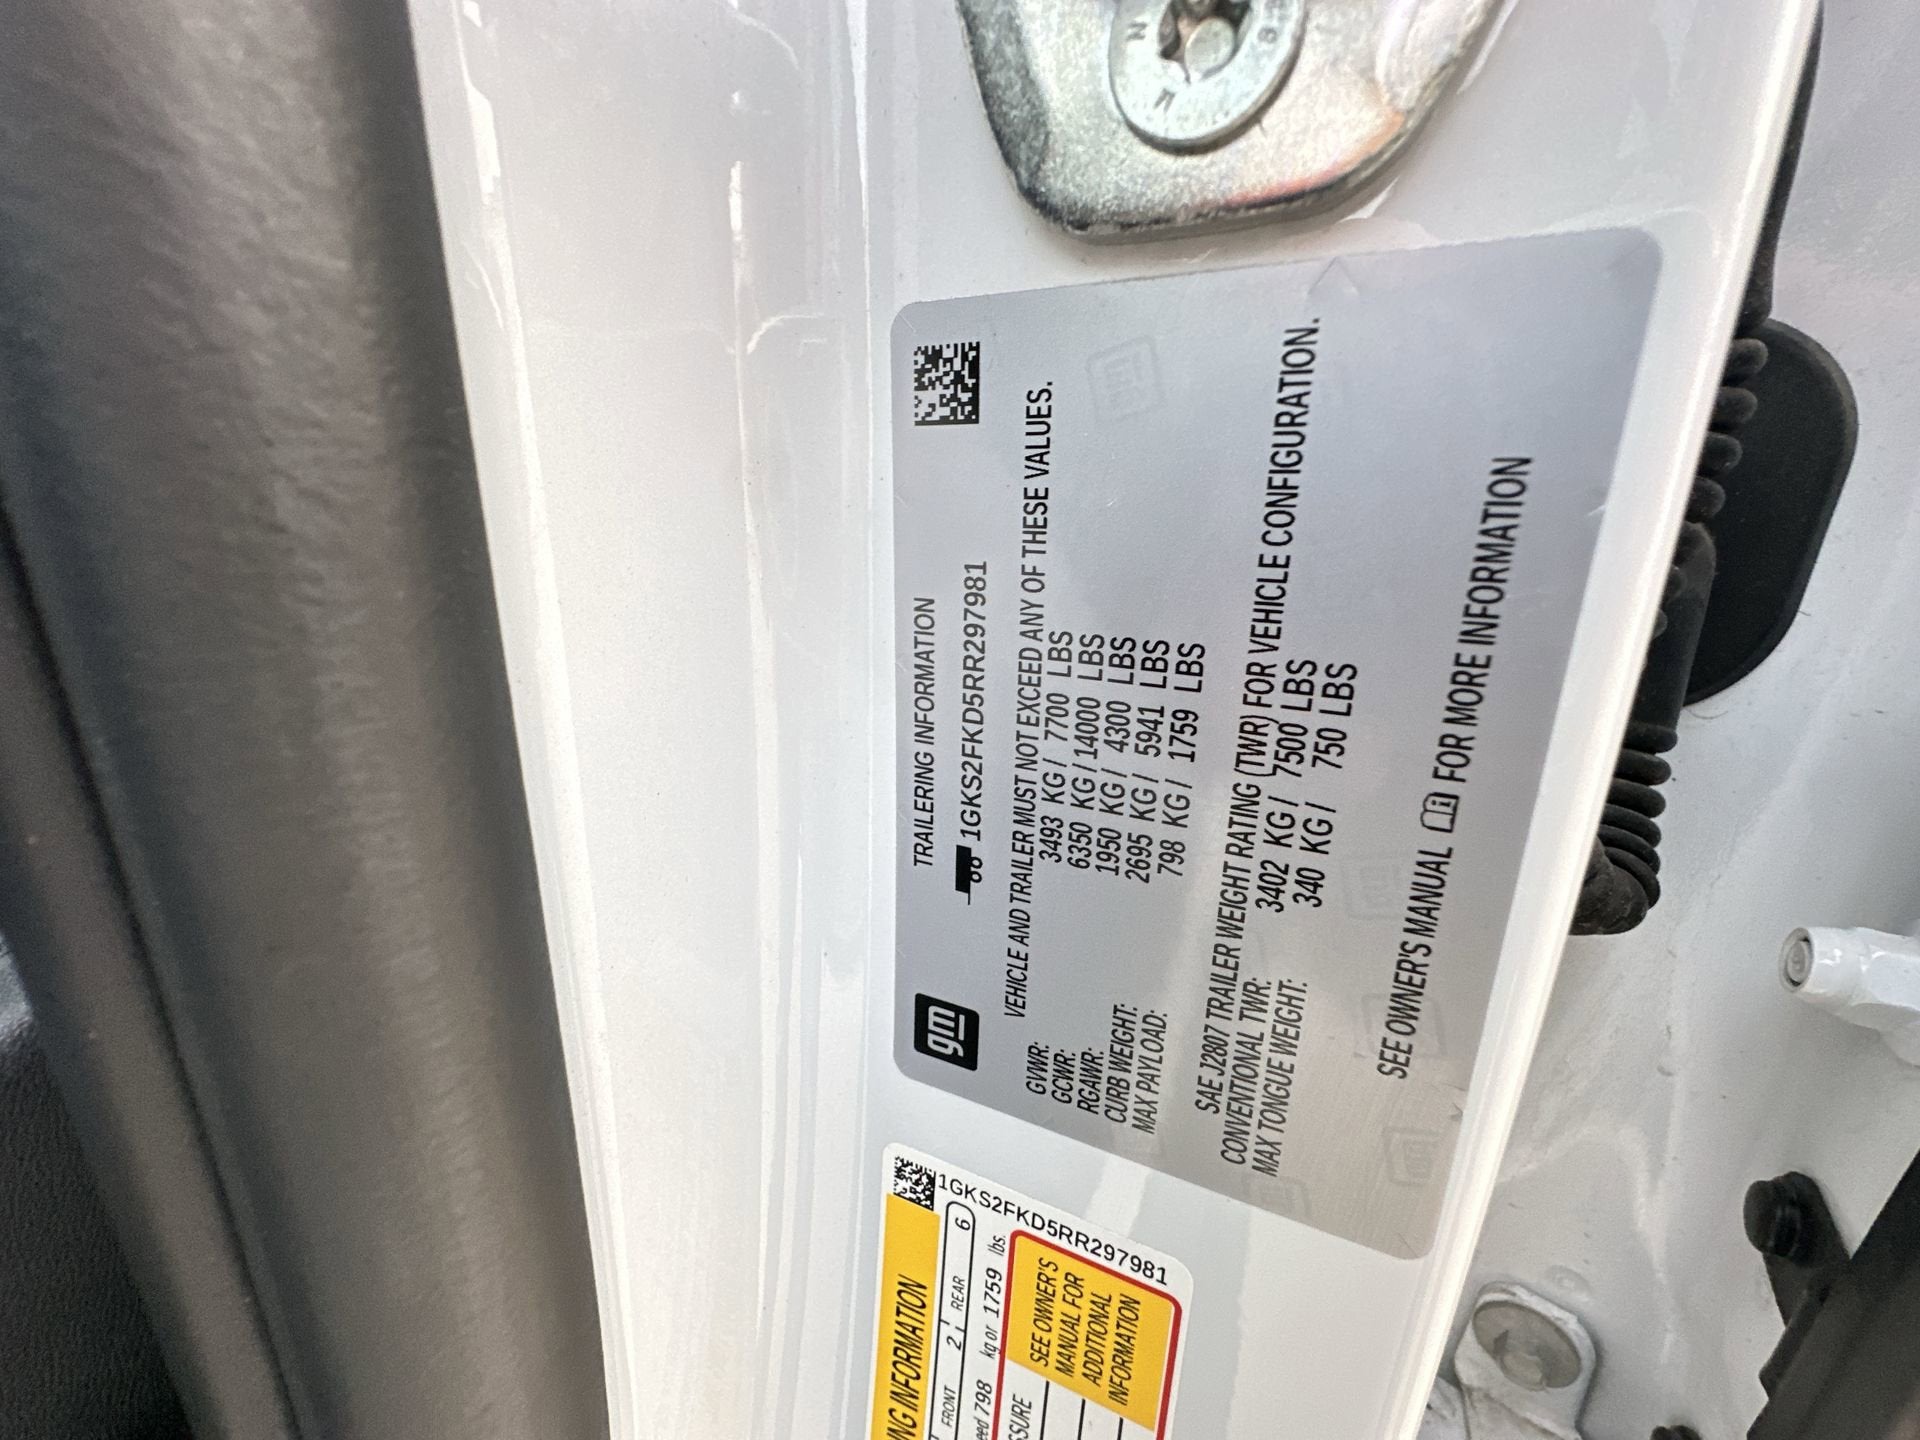 gm
TRAILERING INFORMATION
1GKS2FKD5RR297981
VEHICLE AND TRAILER MUST NOT EXCEED ANY OF THESE VALUES.
GVWR: 3493 KG / 7700 LBS
GCWR: 6350 KG / 14000 LBS
RGAWR: 1950 KG / 4300 LBS
CURB WEIGHT: 2695 KG / 5941 LBS
MAX PAYLOAD: 798 KG / 1759 LBS
SAE J2807 TRAILER WEIGHT RATING (TWR) FOR VEHICLE CONFIGURATION.
CONVENTIONAL TWR: 3402 KG / 7500 LBS
MAX TONGUE WEIGHT: 340 KG / 750 LBS
SEE OWNER'S MANUAL FOR MORE INFORMATION
INFORMATION
FRONT 2 REAR 6
798 kg or 1759 lbs.
1GKS2FKD5RR297981
SEE OWNER'S
MANUAL FOR
ADDITIONAL
INFORMATION